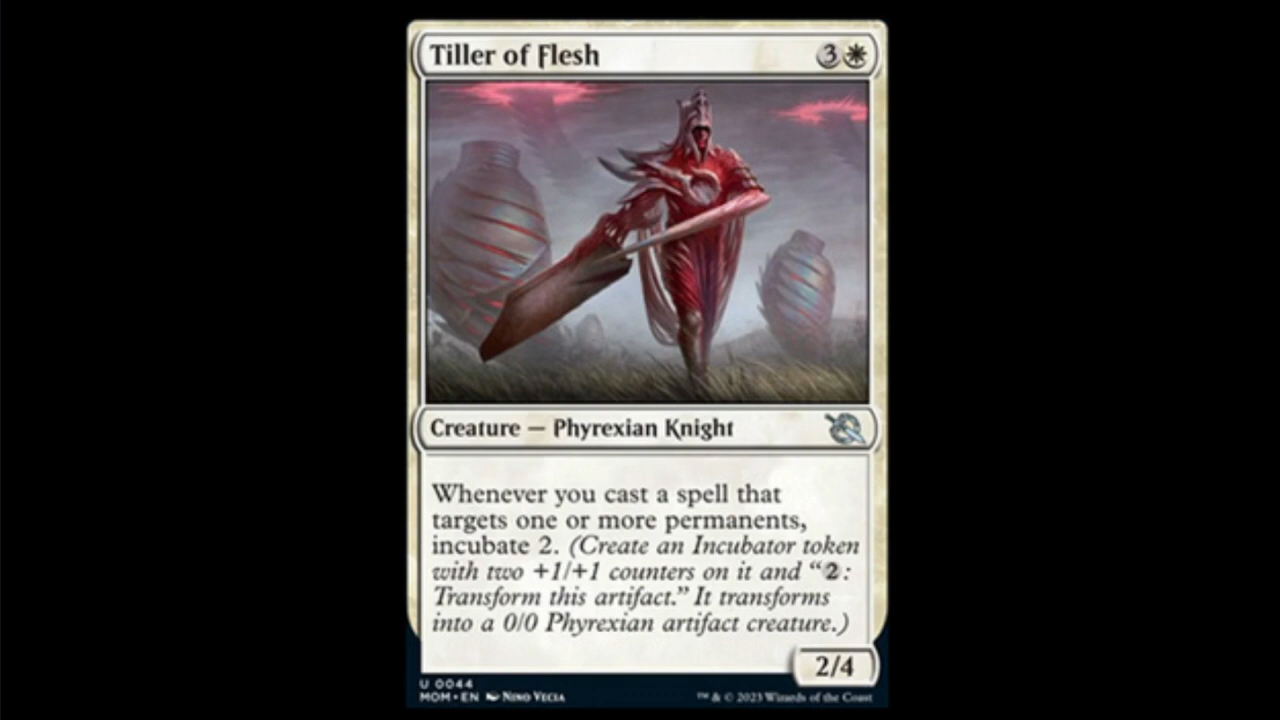 Tiller of Flesh 3
Creature — Phyrexian Knight
Whenever you cast a spell that
targets one or more permanents,
incubate 2. (Create an Incubator token
with two +1/+1 counters on it and “2:
Transform this artifact.” It transforms
into a 0/0 Phyrexian artifact creature.)
2/4
U 0044
MOM • EN Nino Vecia
™ & © 2023 Wizards of the Coast